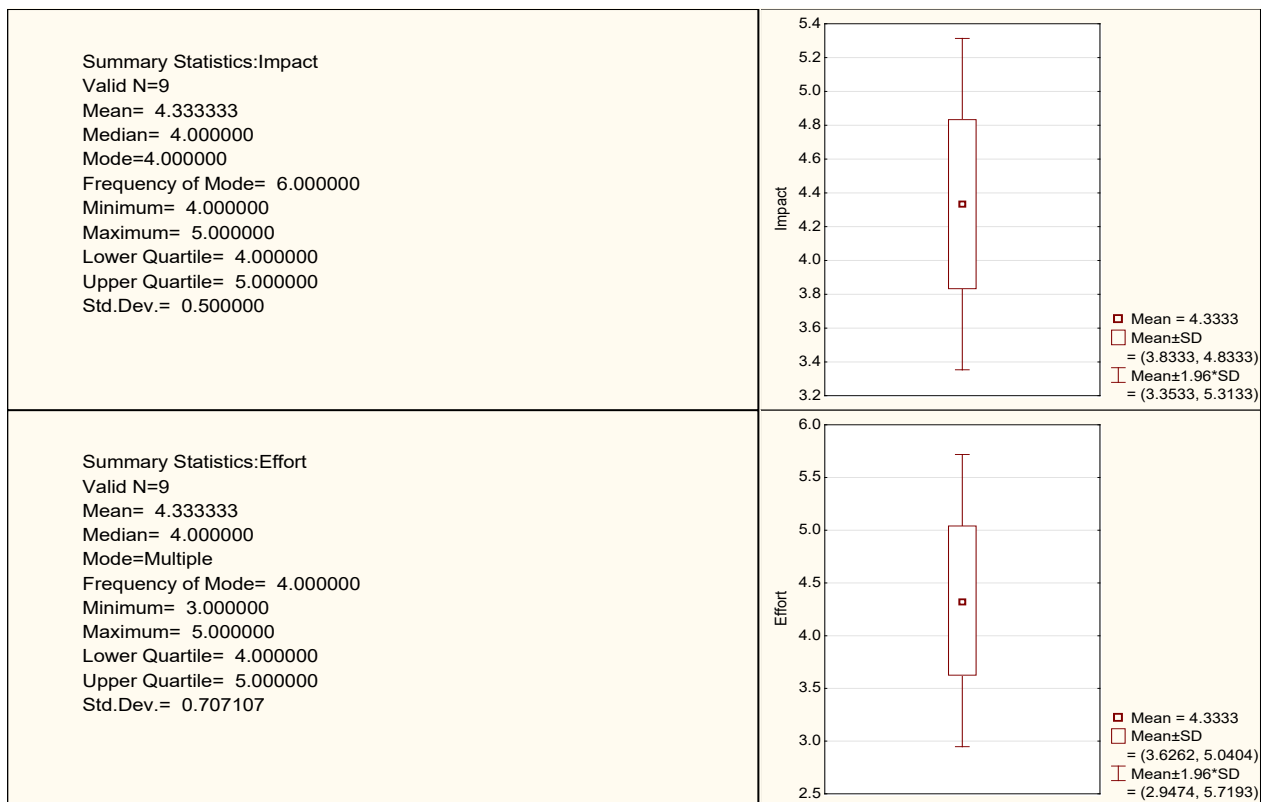 Summary Statistics:Impact
Valid N=9
Mean= 4.333333
Median= 4.000000
Mode=4.000000
Frequency of Mode= 6.000000
Minimum= 4.000000
Maximum= 5.000000
Lower Quartile= 4.000000
Upper Quartile= 5.000000
Std.Dev.= 0.500000
5.4
5.2
5.0
4.8
4.6
4.4
4.2
4.0
3.8
3.6
3.4
3.2
Impact
Mean = 4.3333
Mean±SD
= (3.8333, 4.8333)
Mean±1.96*SD
= (3.3533, 5.3133)
Summary Statistics:Effort
Valid N=9
Mean= 4.333333
Median= 4.000000
Mode=Multiple
Frequency of Mode= 4.000000
Minimum= 3.000000
Maximum= 5.000000
Lower Quartile= 4.000000
Upper Quartile= 5.000000
Std.Dev.= 0.707107
6.0
5.5
5.0
4.5
4.0
3.5
3.0
2.5
Effort
Mean = 4.3333
Mean±SD
= (3.6262, 5.0404)
Mean±1.96*SD
= (2.9474, 5.7193)